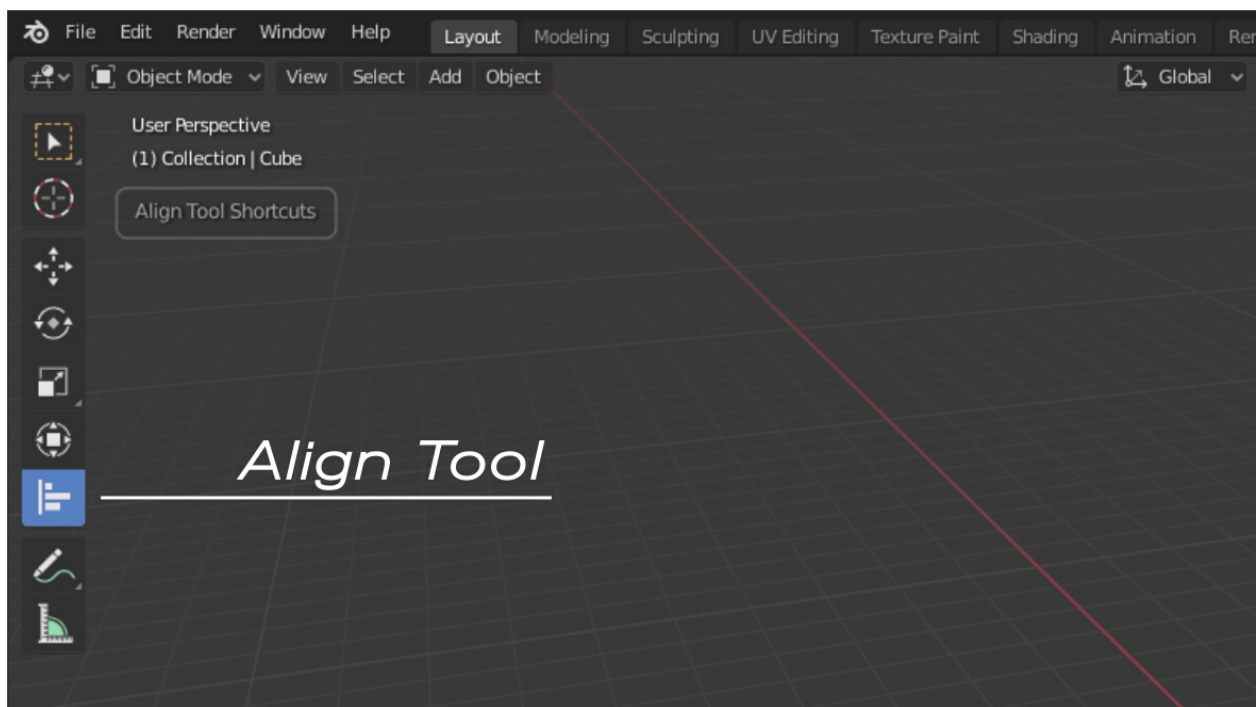 File Edit Render Window Help Layout Modeling Sculpting UV Editing Texture Paint Shading Animation Ren
Object Mode View Select Add Object Global
User Perspective
(1) Collection | Cube
Align Tool Shortcuts
Align Tool